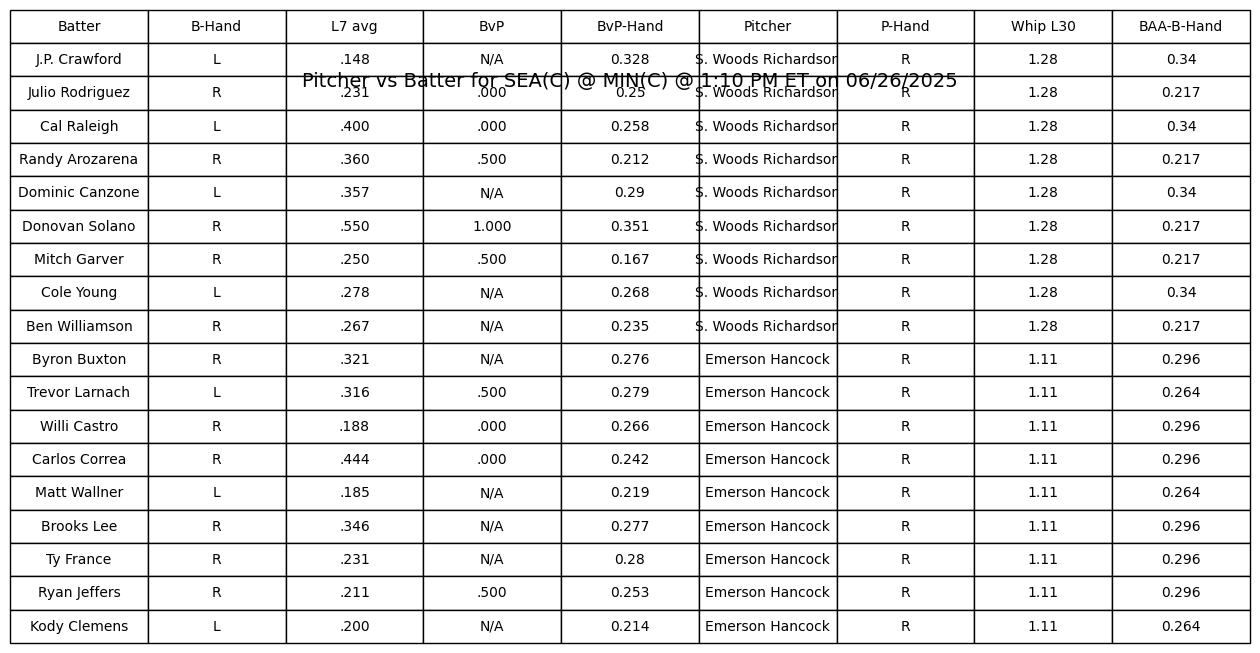 Batter B-Hand L7 avg BvP BvP-Hand Pitcher P-Hand Whip L30 BAA-B-Hand
J.P. Crawford L .148 N/A 0.328 S. Woods Richardson R 1.28 0.34
Pitcher vs Batter for SEA(C) @ MIN(C) @ 1:10 PM ET on 06/26/2025
Julio Rodriguez R .231 .000 0.25 S. Woods Richardson R 1.28 0.217
Cal Raleigh L .400 .000 0.258 S. Woods Richardson R 1.28 0.34
Randy Arozarena R .360 .500 0.212 S. Woods Richardson R 1.28 0.217
Dominic Canzone L .357 N/A 0.29 S. Woods Richardson R 1.28 0.34
Donovan Solano R .550 1.000 0.351 S. Woods Richardson R 1.28 0.217
Mitch Garver R .250 .500 0.167 S. Woods Richardson R 1.28 0.217
Cole Young L .278 N/A 0.268 S. Woods Richardson R 1.28 0.34
Ben Williamson R .267 N/A 0.235 S. Woods Richardson R 1.28 0.217
Byron Buxton R .321 N/A 0.276 Emerson Hancock R 1.11 0.296
Trevor Larnach L .316 .500 0.279 Emerson Hancock R 1.11 0.264
Willi Castro R .188 .000 0.266 Emerson Hancock R 1.11 0.296
Carlos Correa R .444 .000 0.242 Emerson Hancock R 1.11 0.296
Matt Wallner L .185 N/A 0.219 Emerson Hancock R 1.11 0.264
Brooks Lee R .346 N/A 0.277 Emerson Hancock R 1.11 0.296
Ty France R .231 N/A 0.28 Emerson Hancock R 1.11 0.296
Ryan Jeffers R .211 .500 0.253 Emerson Hancock R 1.11 0.296
Kody Clemens L .200 N/A 0.214 Emerson Hancock R 1.11 0.264